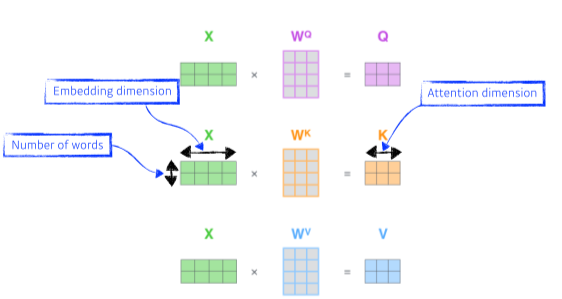 X × W^Q = Q
Embedding dimension
Attention dimension
Number of words
X × W^K = K
X × W^V = V